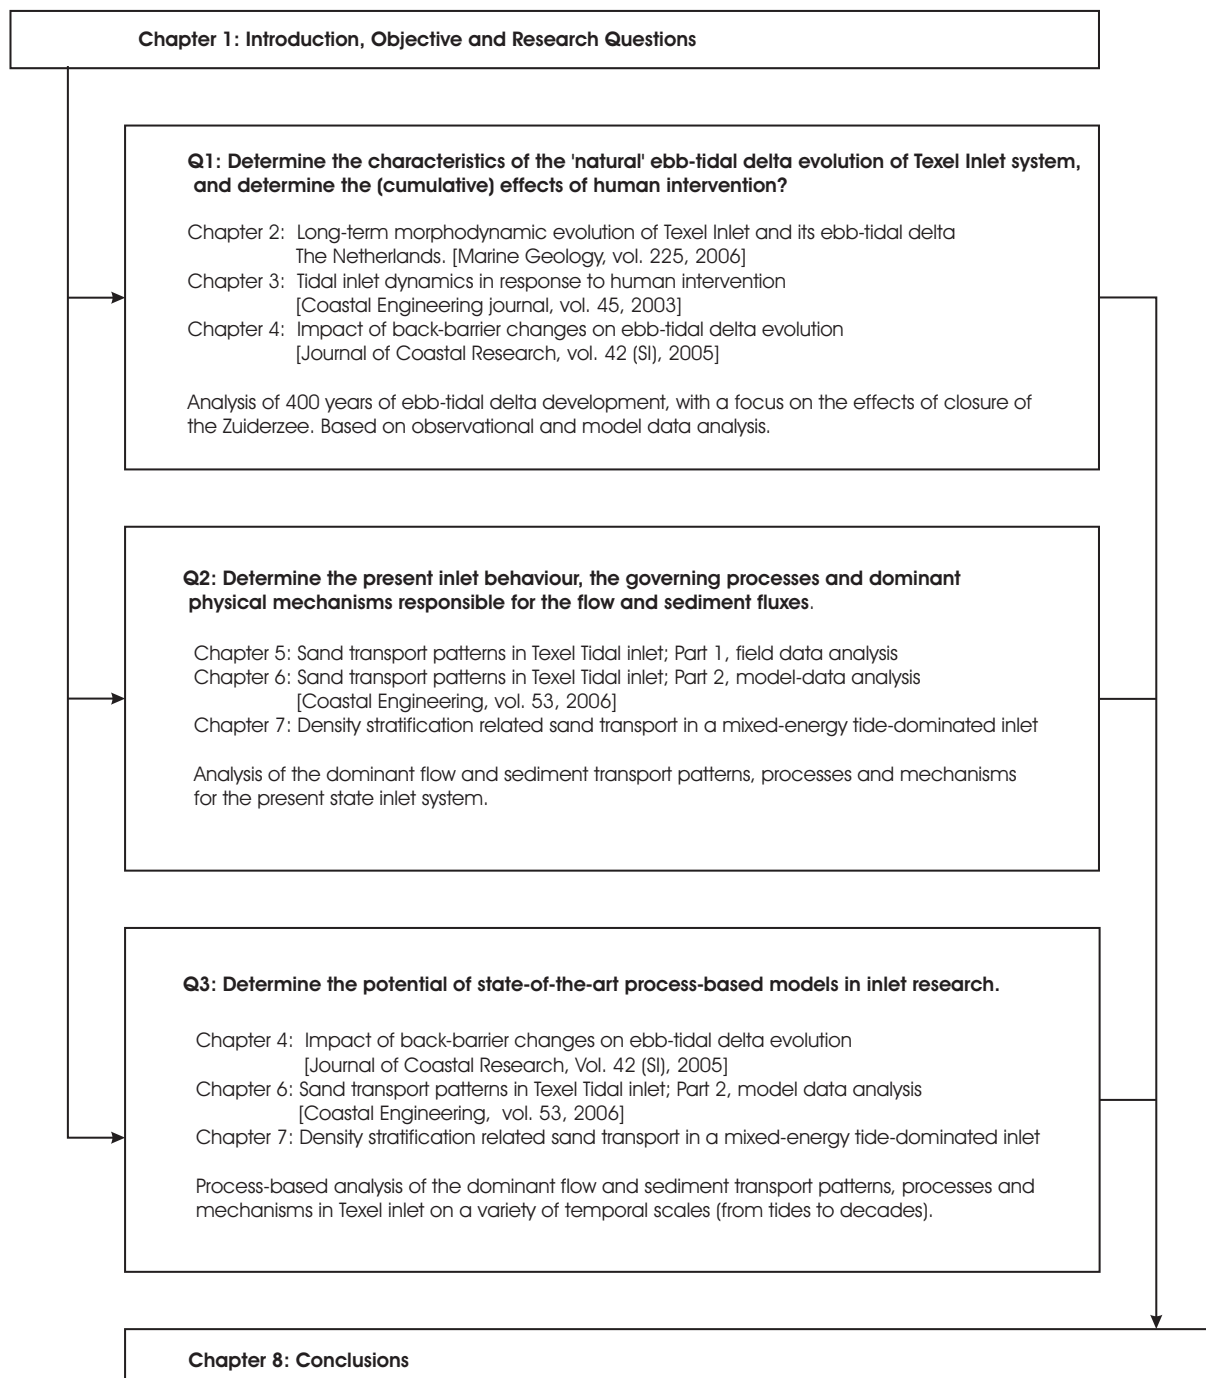 Chapter 1: Introduction, Objective and Research Questions
Q1: Determine the characteristics of the 'natural' ebb-tidal delta evolution of Texel Inlet system,
and determine the (cumulative) effects of human intervention?
Chapter 2: Long-term morphodynamic evolution of Texel Inlet and its ebb-tidal delta
The Netherlands. [Marine Geology, vol. 225, 2006]
Chapter 3: Tidal inlet dynamics in response to human intervention
[Coastal Engineering journal, vol. 45, 2003]
Chapter 4: Impact of back-barrier changes on ebb-tidal delta evolution
[Journal of Coastal Research, vol. 42 (SI), 2005]
Analysis of 400 years of ebb-tidal delta development, with a focus on the effects of closure of
the Zuiderzee. Based on observational and model data analysis.
Q2: Determine the present inlet behaviour, the governing processes and dominant
physical mechanisms responsible for the flow and sediment fluxes.
Chapter 5: Sand transport patterns in Texel Tidal inlet; Part 1, field data analysis
Chapter 6: Sand transport patterns in Texel Tidal inlet; Part 2, model-data analysis
[Coastal Engineering, vol. 53, 2006]
Chapter 7: Density stratification related sand transport in a mixed-energy tide-dominated inlet
Analysis of the dominant flow and sediment transport patterns, processes and mechanisms
for the present state inlet system.
Q3: Determine the potential of state-of-the-art process-based models in inlet research.
Chapter 4: Impact of back-barrier changes on ebb-tidal delta evolution
[Journal of Coastal Research, Vol. 42 (SI), 2005]
Chapter 6: Sand transport patterns in Texel Tidal inlet; Part 2, model data analysis
[Coastal Engineering, vol. 53, 2006]
Chapter 7: Density stratification related sand transport in a mixed-energy tide-dominated inlet
Process-based analysis of the dominant flow and sediment transport patterns, processes and
mechanisms in Texel inlet on a variety of temporal scales (from tides to decades).
Chapter 8: Conclusions